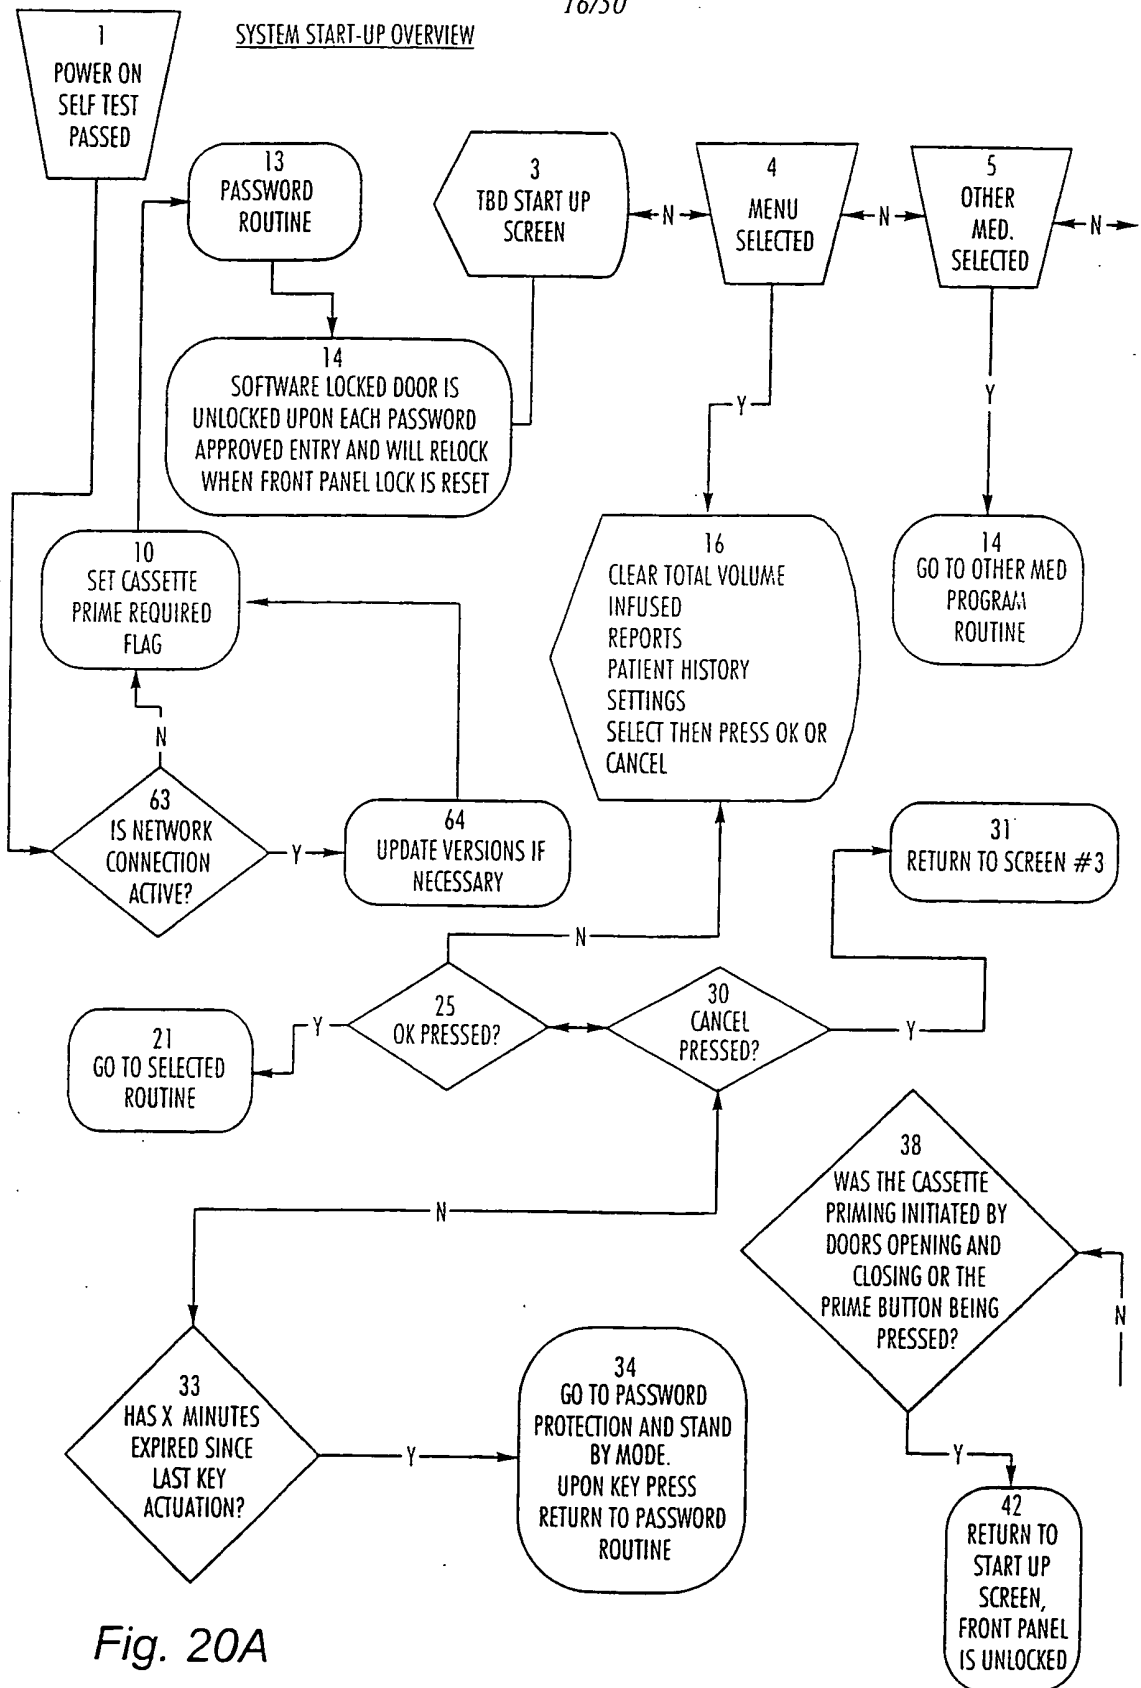 16/50
SYSTEM START-UP OVERVIEW
1
POWER ON
SELF TEST
PASSED
13
PASSWORD
ROUTINE
3
TBD START UP
SCREEN
N
4
MENU
SELECTED
N
5
OTHER
MED.
SELECTED
N
14
SOFTWARE LOCKED DOOR IS
UNLOCKED UPON EACH PASSWORD
APPROVED ENTRY AND WILL RELOCK
WHEN FRONT PANEL LOCK IS RESET
Y
Y
10
SET CASSETTE
PRIME REQUIRED
FLAG
16
CLEAR TOTAL VOLUME
INFUSED
REPORTS
PATIENT HISTORY
SETTINGS
SELECT THEN PRESS OK OR
CANCEL
14
GO TO OTHER MED
PROGRAM
ROUTINE
N
63
IS NETWORK
CONNECTION
ACTIVE?
Y
64
UPDATE VERSIONS IF
NECESSARY
31
RETURN TO SCREEN #3
N
25
OK PRESSED?
30
CANCEL
PRESSED?
Y
Y
21
GO TO SELECTED
ROUTINE
38
WAS THE CASSETTE
PRIMING INITIATED BY
DOORS OPENING AND
CLOSING OR THE
PRIME BUTTON BEING
PRESSED?
N
N
33
HAS X MINUTES
EXPIRED SINCE
LAST KEY
ACTUATION?
Y
34
GO TO PASSWORD
PROTECTION AND STAND
BY MODE.
UPON KEY PRESS
RETURN TO PASSWORD
ROUTINE
Y
42
RETURN TO
START UP
SCREEN,
FRONT PANEL
IS UNLOCKED
Fig. 20A